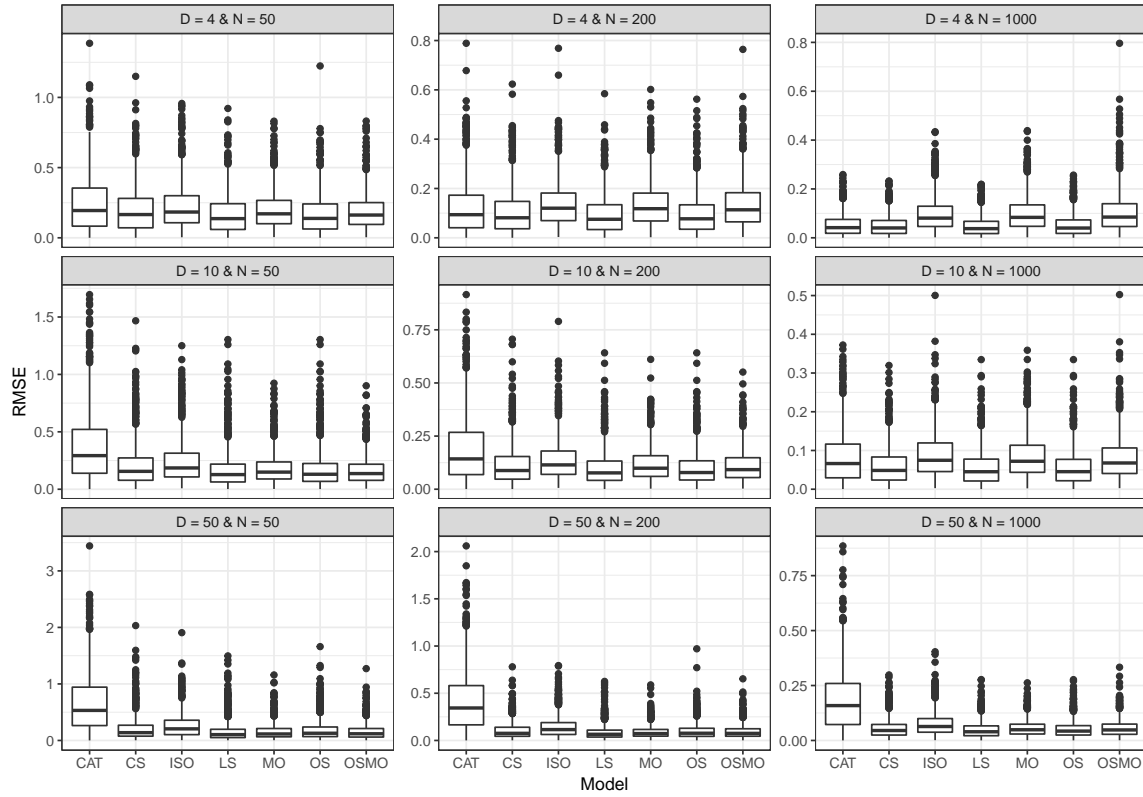 D = 4 & N = 50
D = 4 & N = 200
D = 4 & N = 1000
1.0
0.5
0.0
0.8
0.6
0.4
0.2
0.0
0.8
0.6
0.4
0.2
0.0
D = 10 & N = 50
D = 10 & N = 200
D = 10 & N = 1000
RMSE
1.5
1.0
0.5
0.0
0.75
0.50
0.25
0.00
0.5
0.4
0.3
0.2
0.1
0.0
D = 50 & N = 50
D = 50 & N = 200
D = 50 & N = 1000
3
2
1
0
2.0
1.5
1.0
0.5
0.0
0.75
0.50
0.25
0.00
CAT CS ISO LS MO OS OSMO
CAT CS ISO LS MO OS OSMO
CAT CS ISO LS MO OS OSMO
Model